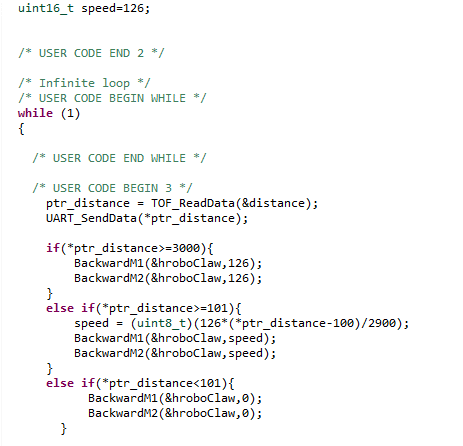 uint16_t speed=126;
/* USER CODE END 2 */
/* Infinite loop */
/* USER CODE BEGIN WHILE */
while (1)
{
/* USER CODE END WHILE */
/* USER CODE BEGIN 3 */
ptr_distance = TOF_ReadData(&distance);
UART_SendData(*ptr_distance);
if(*ptr_distance>=3000){
BackwardM1(&hroboClaw,126);
BackwardM2(&hroboClaw,126);
}
else if(*ptr_distance>=101){
speed = (uint8_t)(126*(*ptr_distance-100)/2900);
BackwardM1(&hroboClaw,speed);
BackwardM2(&hroboClaw,speed);
}
else if(*ptr_distance<101){
BackwardM1(&hroboClaw,0);
BackwardM2(&hroboClaw,0);
}